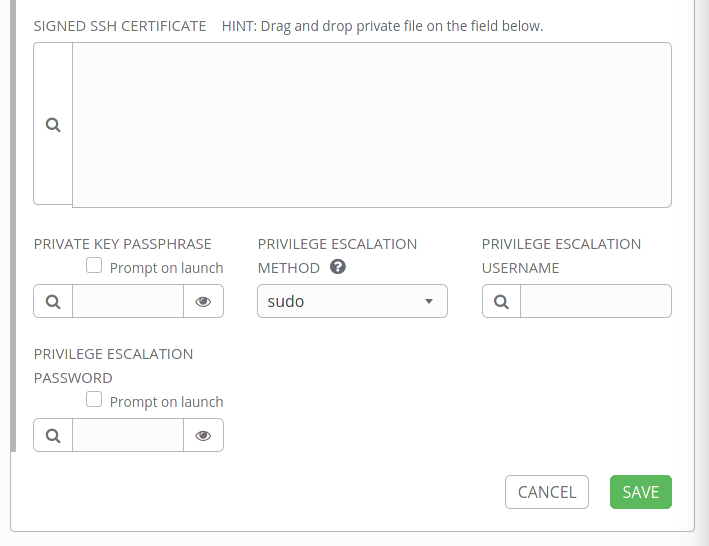 SIGNED SSH CERTIFICATE HINT: Drag and drop private file on the field below.
PRIVATE KEY PASSPHRASE
Prompt on launch
PRIVILEGE ESCALATION
METHOD ?
sudo
PRIVILEGE ESCALATION
USERNAME
PRIVILEGE ESCALATION
PASSWORD
Prompt on launch
CANCEL SAVE